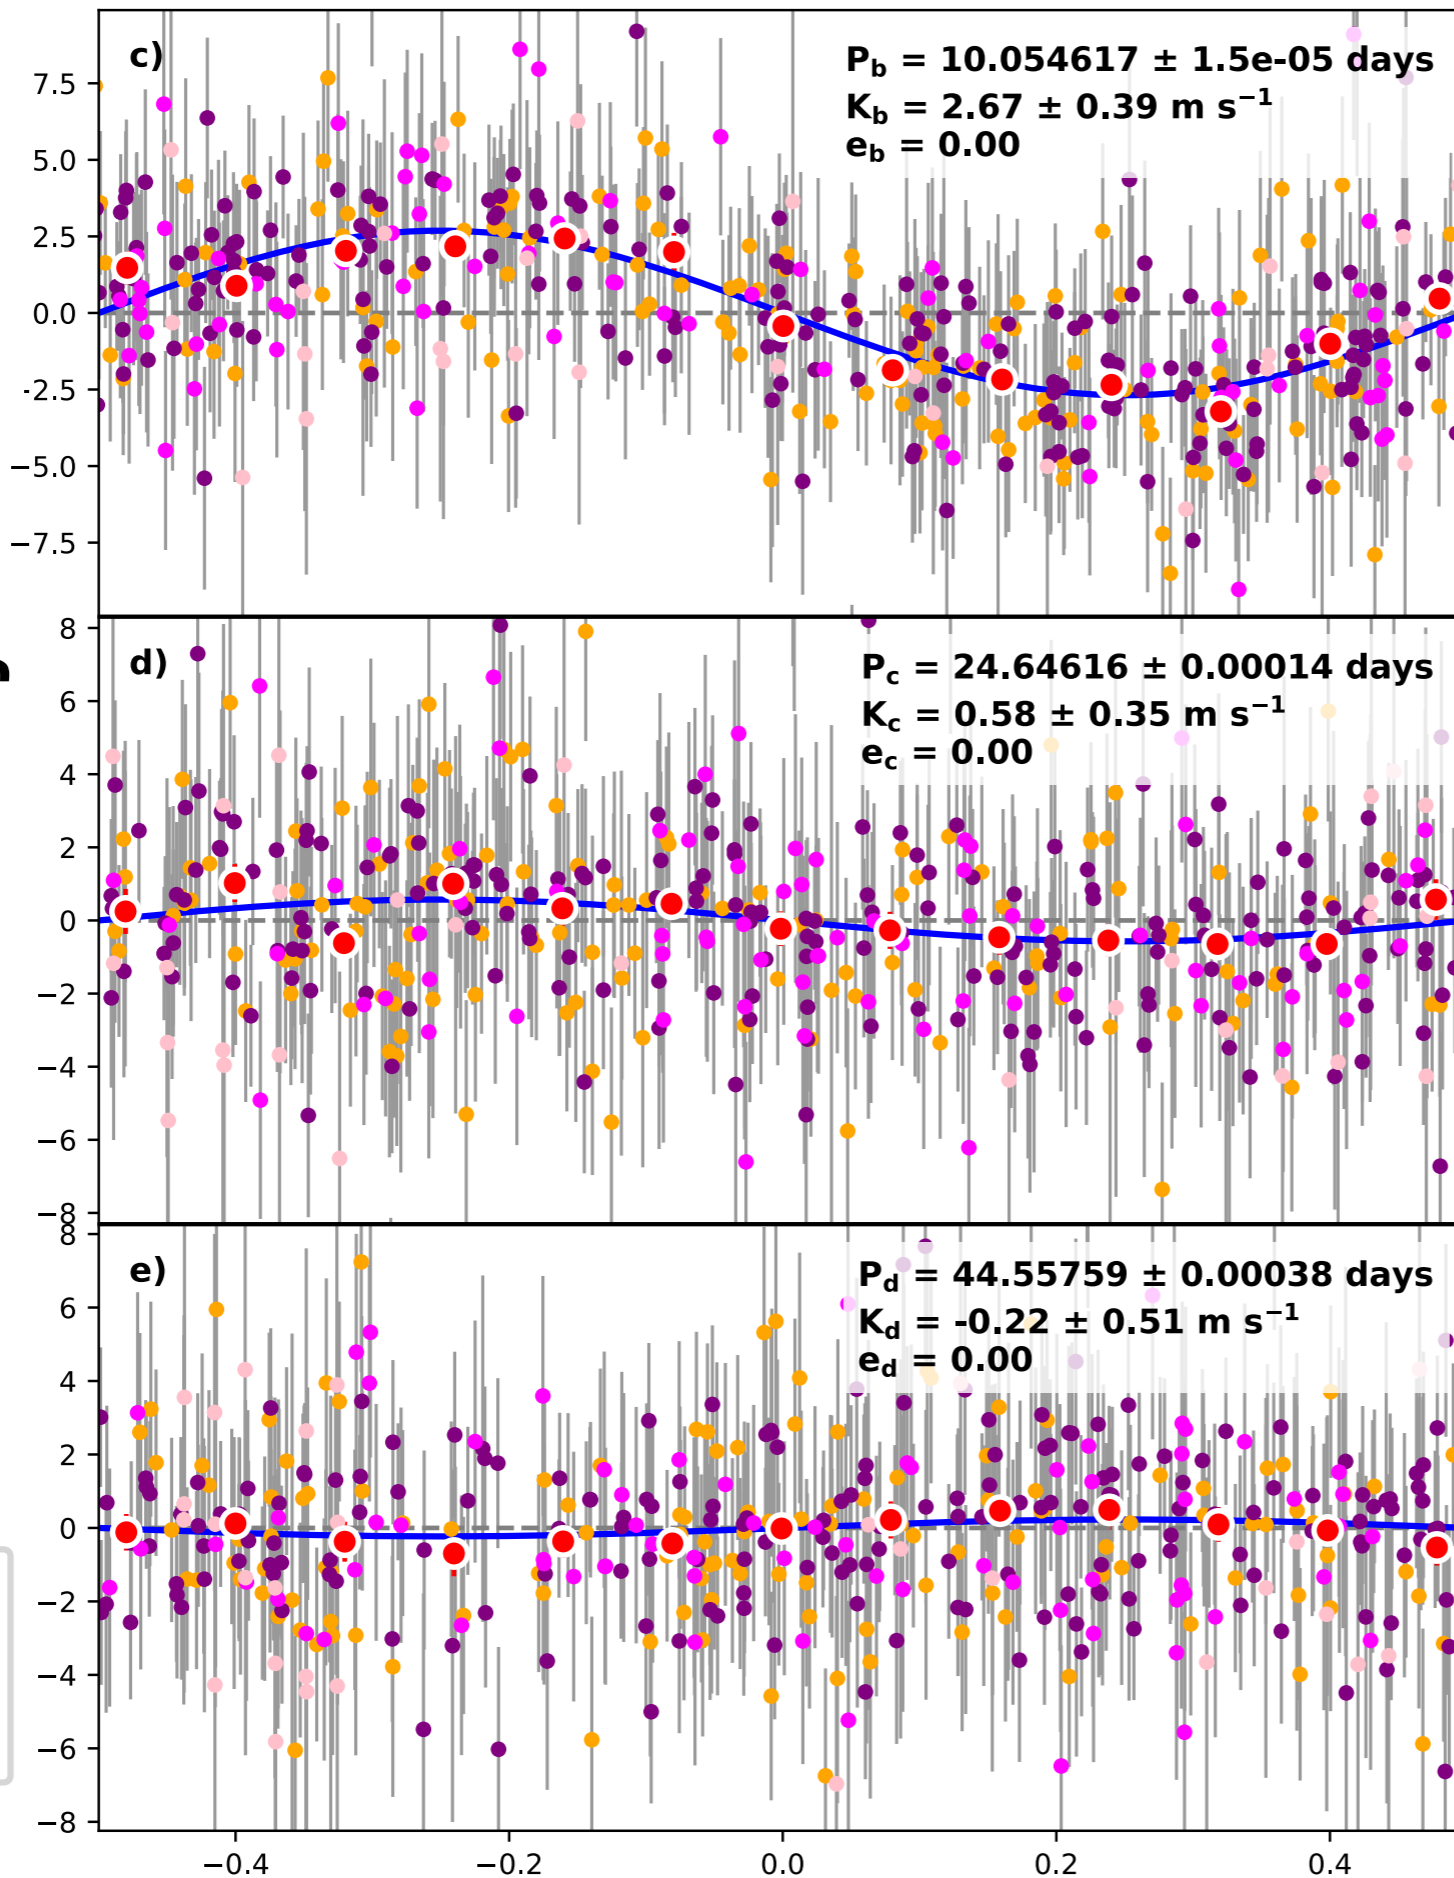 c)
P_b = 10.054617 ± 1.5e-05 days
K_b = 2.67 ± 0.39 m s⁻¹
e_b = 0.00
7.5
5.0
2.5
0.0
−2.5
−5.0
−7.5
d)
P_c = 24.64616 ± 0.00014 days
K_c = 0.58 ± 0.35 m s⁻¹
e_c = 0.00
8
6
4
2
0
−2
−4
−6
−8
e)
P_d = 44.55759 ± 0.00038 days
K_d = -0.22 ± 0.51 m s⁻¹
e_d = 0.00
8
6
4
2
0
−2
−4
−6
−8
−0.4 −0.2 0.0 0.2 0.4